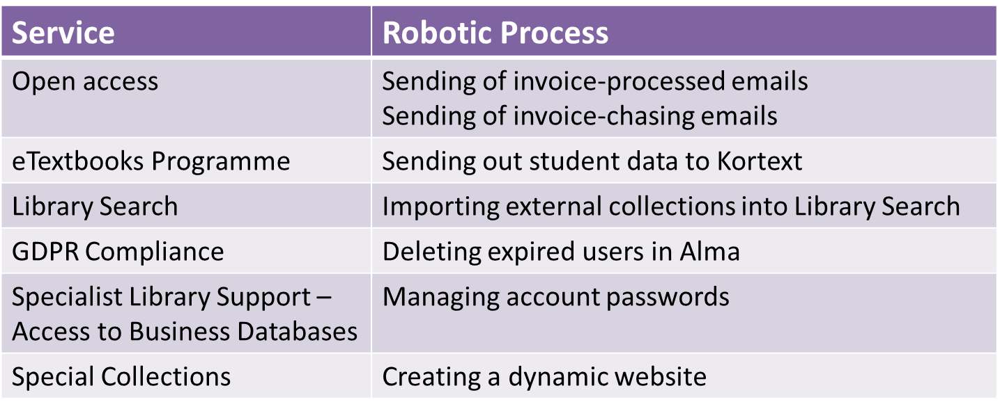 Service Robotic Process
Open access Sending of invoice-processed emails
Sending of invoice-chasing emails
eTextbooks Programme Sending out student data to Kortext
Library Search Importing external collections into Library Search
GDPR Compliance Deleting expired users in Alma
Specialist Library Support – Managing account passwords
Access to Business Databases
Special Collections Creating a dynamic website